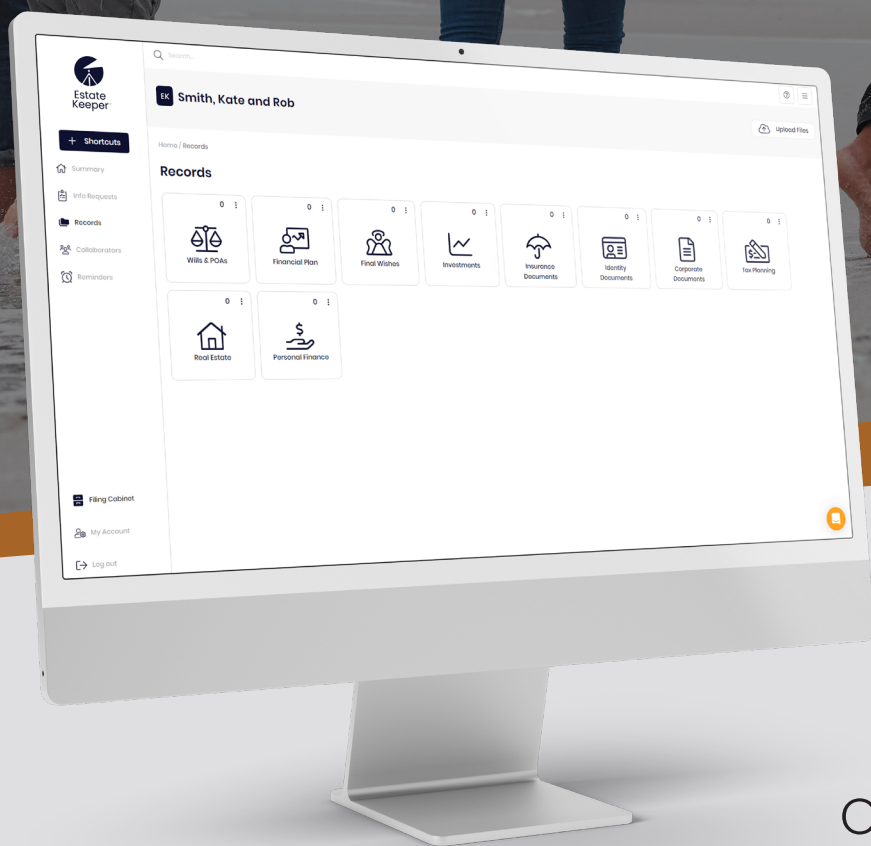 Estate
Keeper
Search...
EK Smith, Kate and Rob
Upload Files
+ Shortcuts
Home / Records
Summary
Records
Info Requests
Records
Collaborators
Reminders
0
Wills & POAs
0
Financial Plan
0
Final Wishes
0
Investments
0
Insurance
Documents
0
Identity
Documents
0
Corporate
Documents
0
Tax Planning
0
Real Estate
0
Personal Finance
Filing Cabinet
My Account
Log out